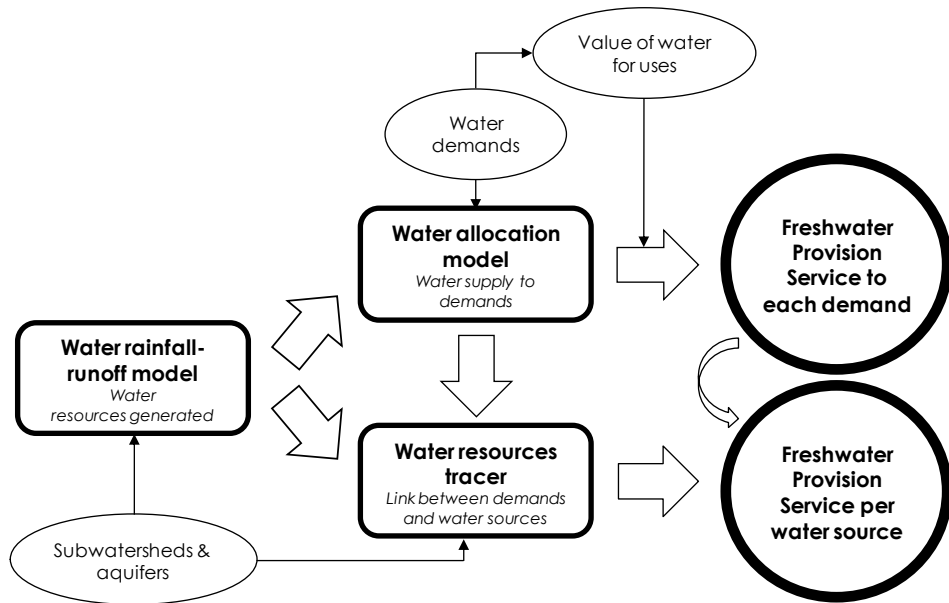 Value of water
for uses
Water
demands
Water allocation
model
Water supply to
demands
Freshwater
Provision
Service to
each demand
Water rainfall-
runoff model
Water
resources generated
Water resources
tracer
Link between demands
and water sources
Freshwater
Provision
Service per
water source
Subwatersheds &
aquifers